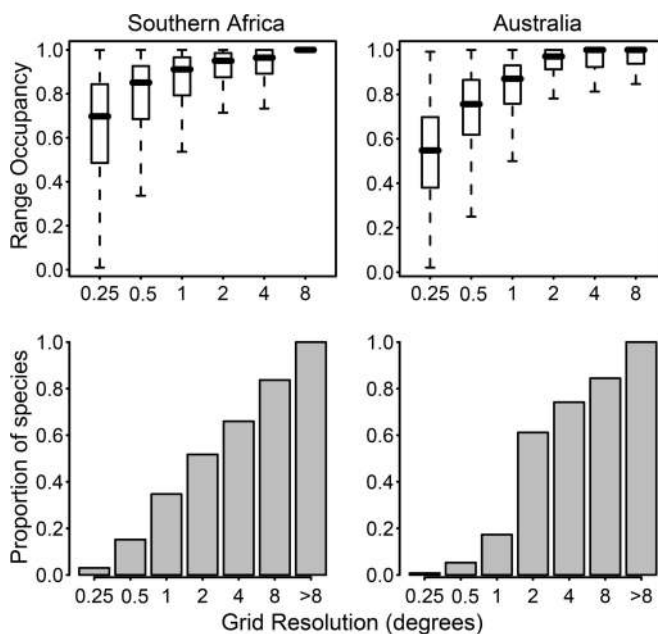 Southern Africa
Australia
Range Occupancy
1.0
0.8
0.6
0.4
0.2
0.0
0.25 0.5 1 2 4 8
1.0
0.8
0.6
0.4
0.2
0.0
0.25 0.5 1 2 4 8
Proportion of species
1.0
0.8
0.6
0.4
0.2
0.0
0.25 0.5 1 2 4 8 >8
1.0
0.8
0.6
0.4
0.2
0.0
0.25 0.5 1 2 4 8 >8
Grid Resolution (degrees)